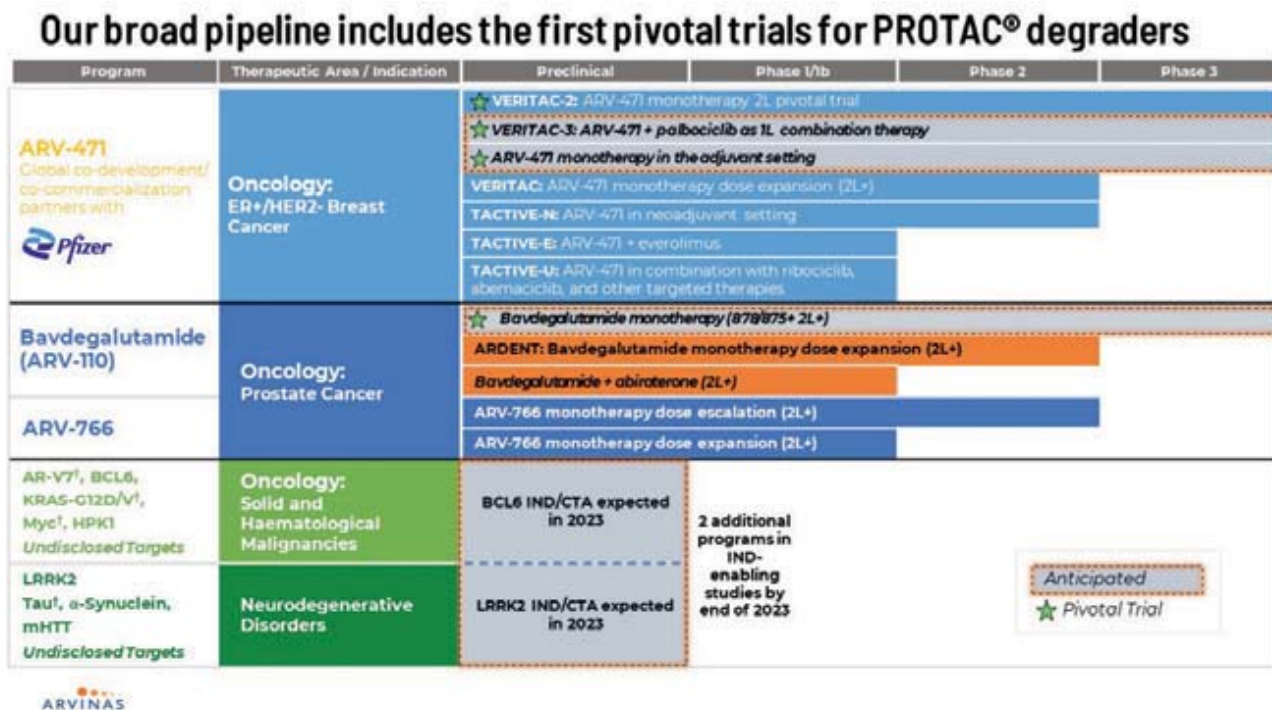 Our broad pipeline includes the first pivotal trials for PROTAC® degraders
Program
Therapeutic Area / Indication
Preclinical
Phase 1/1b
Phase 2
Phase 3
ARV-471
Global co-development/
co-commercialization
partners with
Pfizer
Oncology:
ER+/HER2- Breast
Cancer
VERITAC-2: ARV-471 monotherapy 2L pivotal trial
VERITAC-3: ARV-471 + palbociclib as 1L combination therapy
ARV-471 monotherapy in the adjuvant setting
VERITAC: ARV-471 monotherapy dose expansion (2L+)
TACTIVE-N: ARV-471 in neoadjuvant setting
TACTIVE-E: ARV-471 + everolimus
TACTIVE-U: ARV-471 in combination with ribociclib,
abemaciclib, and other targeted therapies
Bavdegalutamide
(ARV-110)
ARV-766
Oncology:
Prostate Cancer
Bavdegalutamide monotherapy (878/875+ 2L+)
ARDENT: Bavdegalutamide monotherapy dose expansion (2L+)
Bavdegalutamide + abiraterone (2L+)
ARV-766 monotherapy dose escalation (2L+)
ARV-766 monotherapy dose expansion (2L+)
AR-V7†, BCL6,
KRAS-G12D/V†,
Myc†, HPK1
Undisclosed Targets
Oncology:
Solid and
Haematological
Malignancies
BCL6 IND/CTA expected
in 2023
LRRK2
Tau†, α-Synuclein,
mHTT
Undisclosed Targets
Neurodegenerative
Disorders
LRRK2 IND/CTA expected
in 2023
2 additional
programs in
IND-
enabling
studies by
end of 2023
Anticipated
Pivotal Trial
ARVINAS